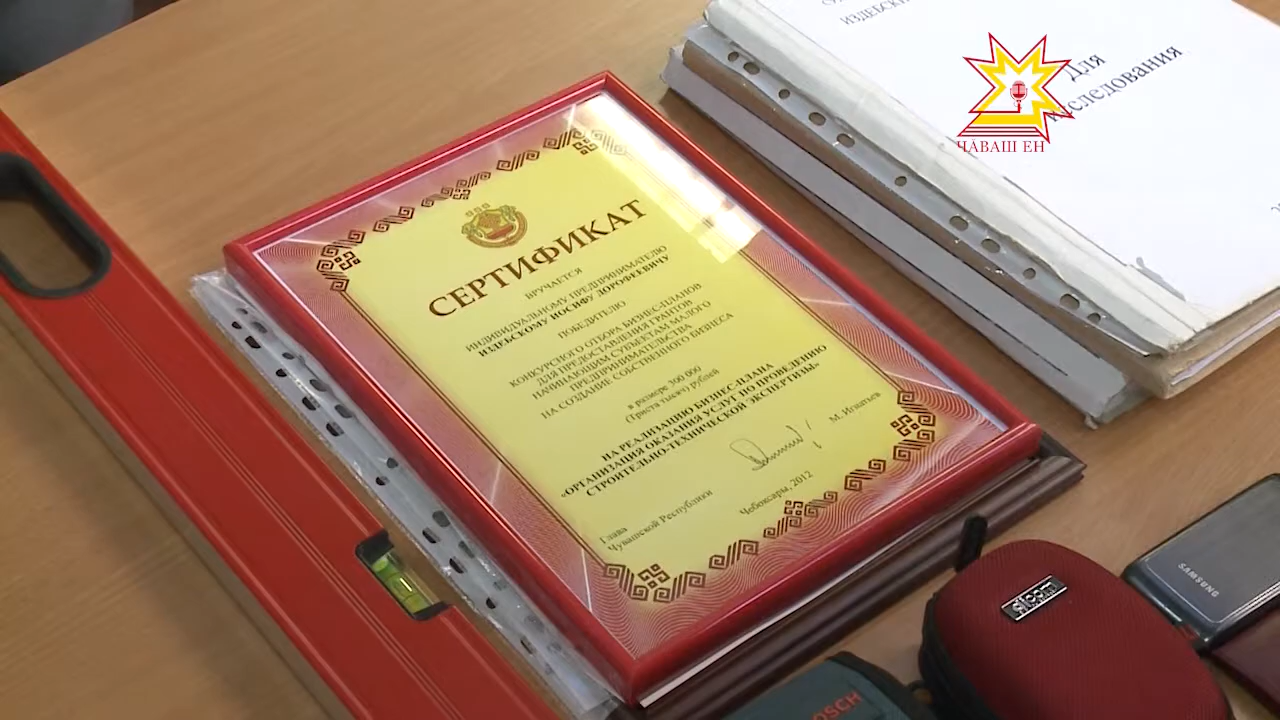 СЕРТИФИКАТ
ВРУЧАЕТСЯ
ИНДИВИДУАЛЬНОМУ ПРЕДПРИНИМАТЕЛЮ
ИЗДЕБСКОМУ ИОСИФУ ДОРОФЕЕВИЧУ
ПОБЕДИТЕЛЮ
КОНКУРСНОГО ОТБОРА БИЗНЕС-ПЛАНОВ
ДЛЯ ПРЕДОСТАВЛЕНИЯ ГРАНТОВ
НАЧИНАЮЩИМ СУБЪЕКТАМ МАЛОГО
ПРЕДПРИНИМАТЕЛЬСТВА
НА СОЗДАНИЕ СОБСТВЕННОГО БИЗНЕСА
в размере 300 000
(Триста тысяч) рублей
НА РЕАЛИЗАЦИЮ БИЗНЕС-ПЛАНА
«ОРГАНИЗАЦИЯ ОКАЗАНИЯ УСЛУГ ПО ПРОВЕДЕНИЮ
СТРОИТЕЛЬНО-ТЕХНИЧЕСКОЙ ЭКСПЕРТИЗЫ»
Глава
Чувашской Республики
М. Игнатьев
Чебоксары, 2012
Для
исследования
ЧӐВАШ ЕН
SAMSUNG
BOSCH